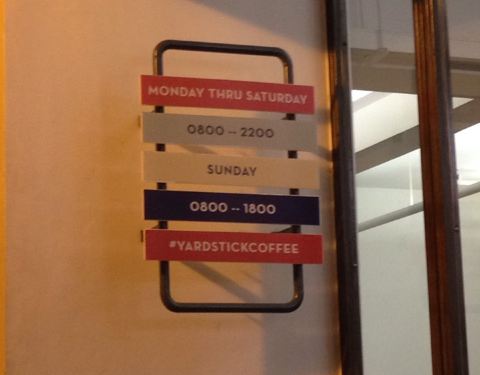 MONDAY THRU SATURDAY
0800 -- 2200
SUNDAY
0800 -- 1800
#YARDSTICKCOFFEE